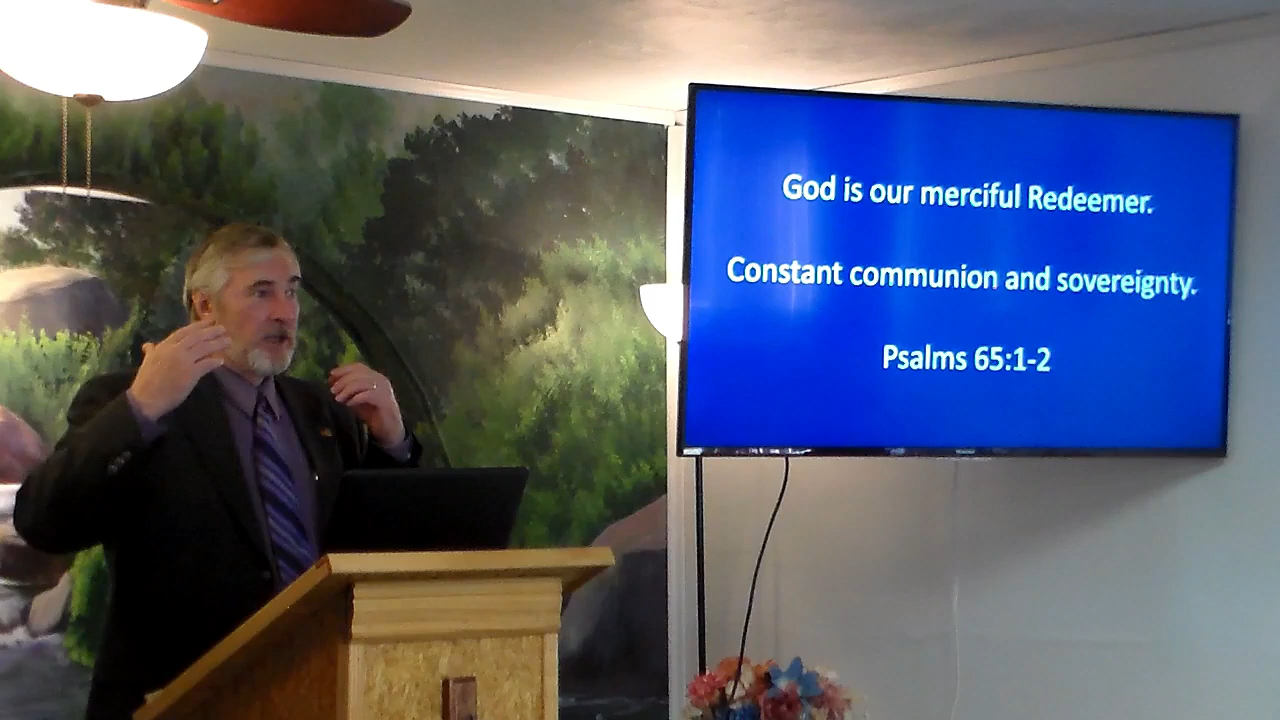 God is our merciful Redeemer.
Constant communion and sovereignty.
Psalms 65:1-2